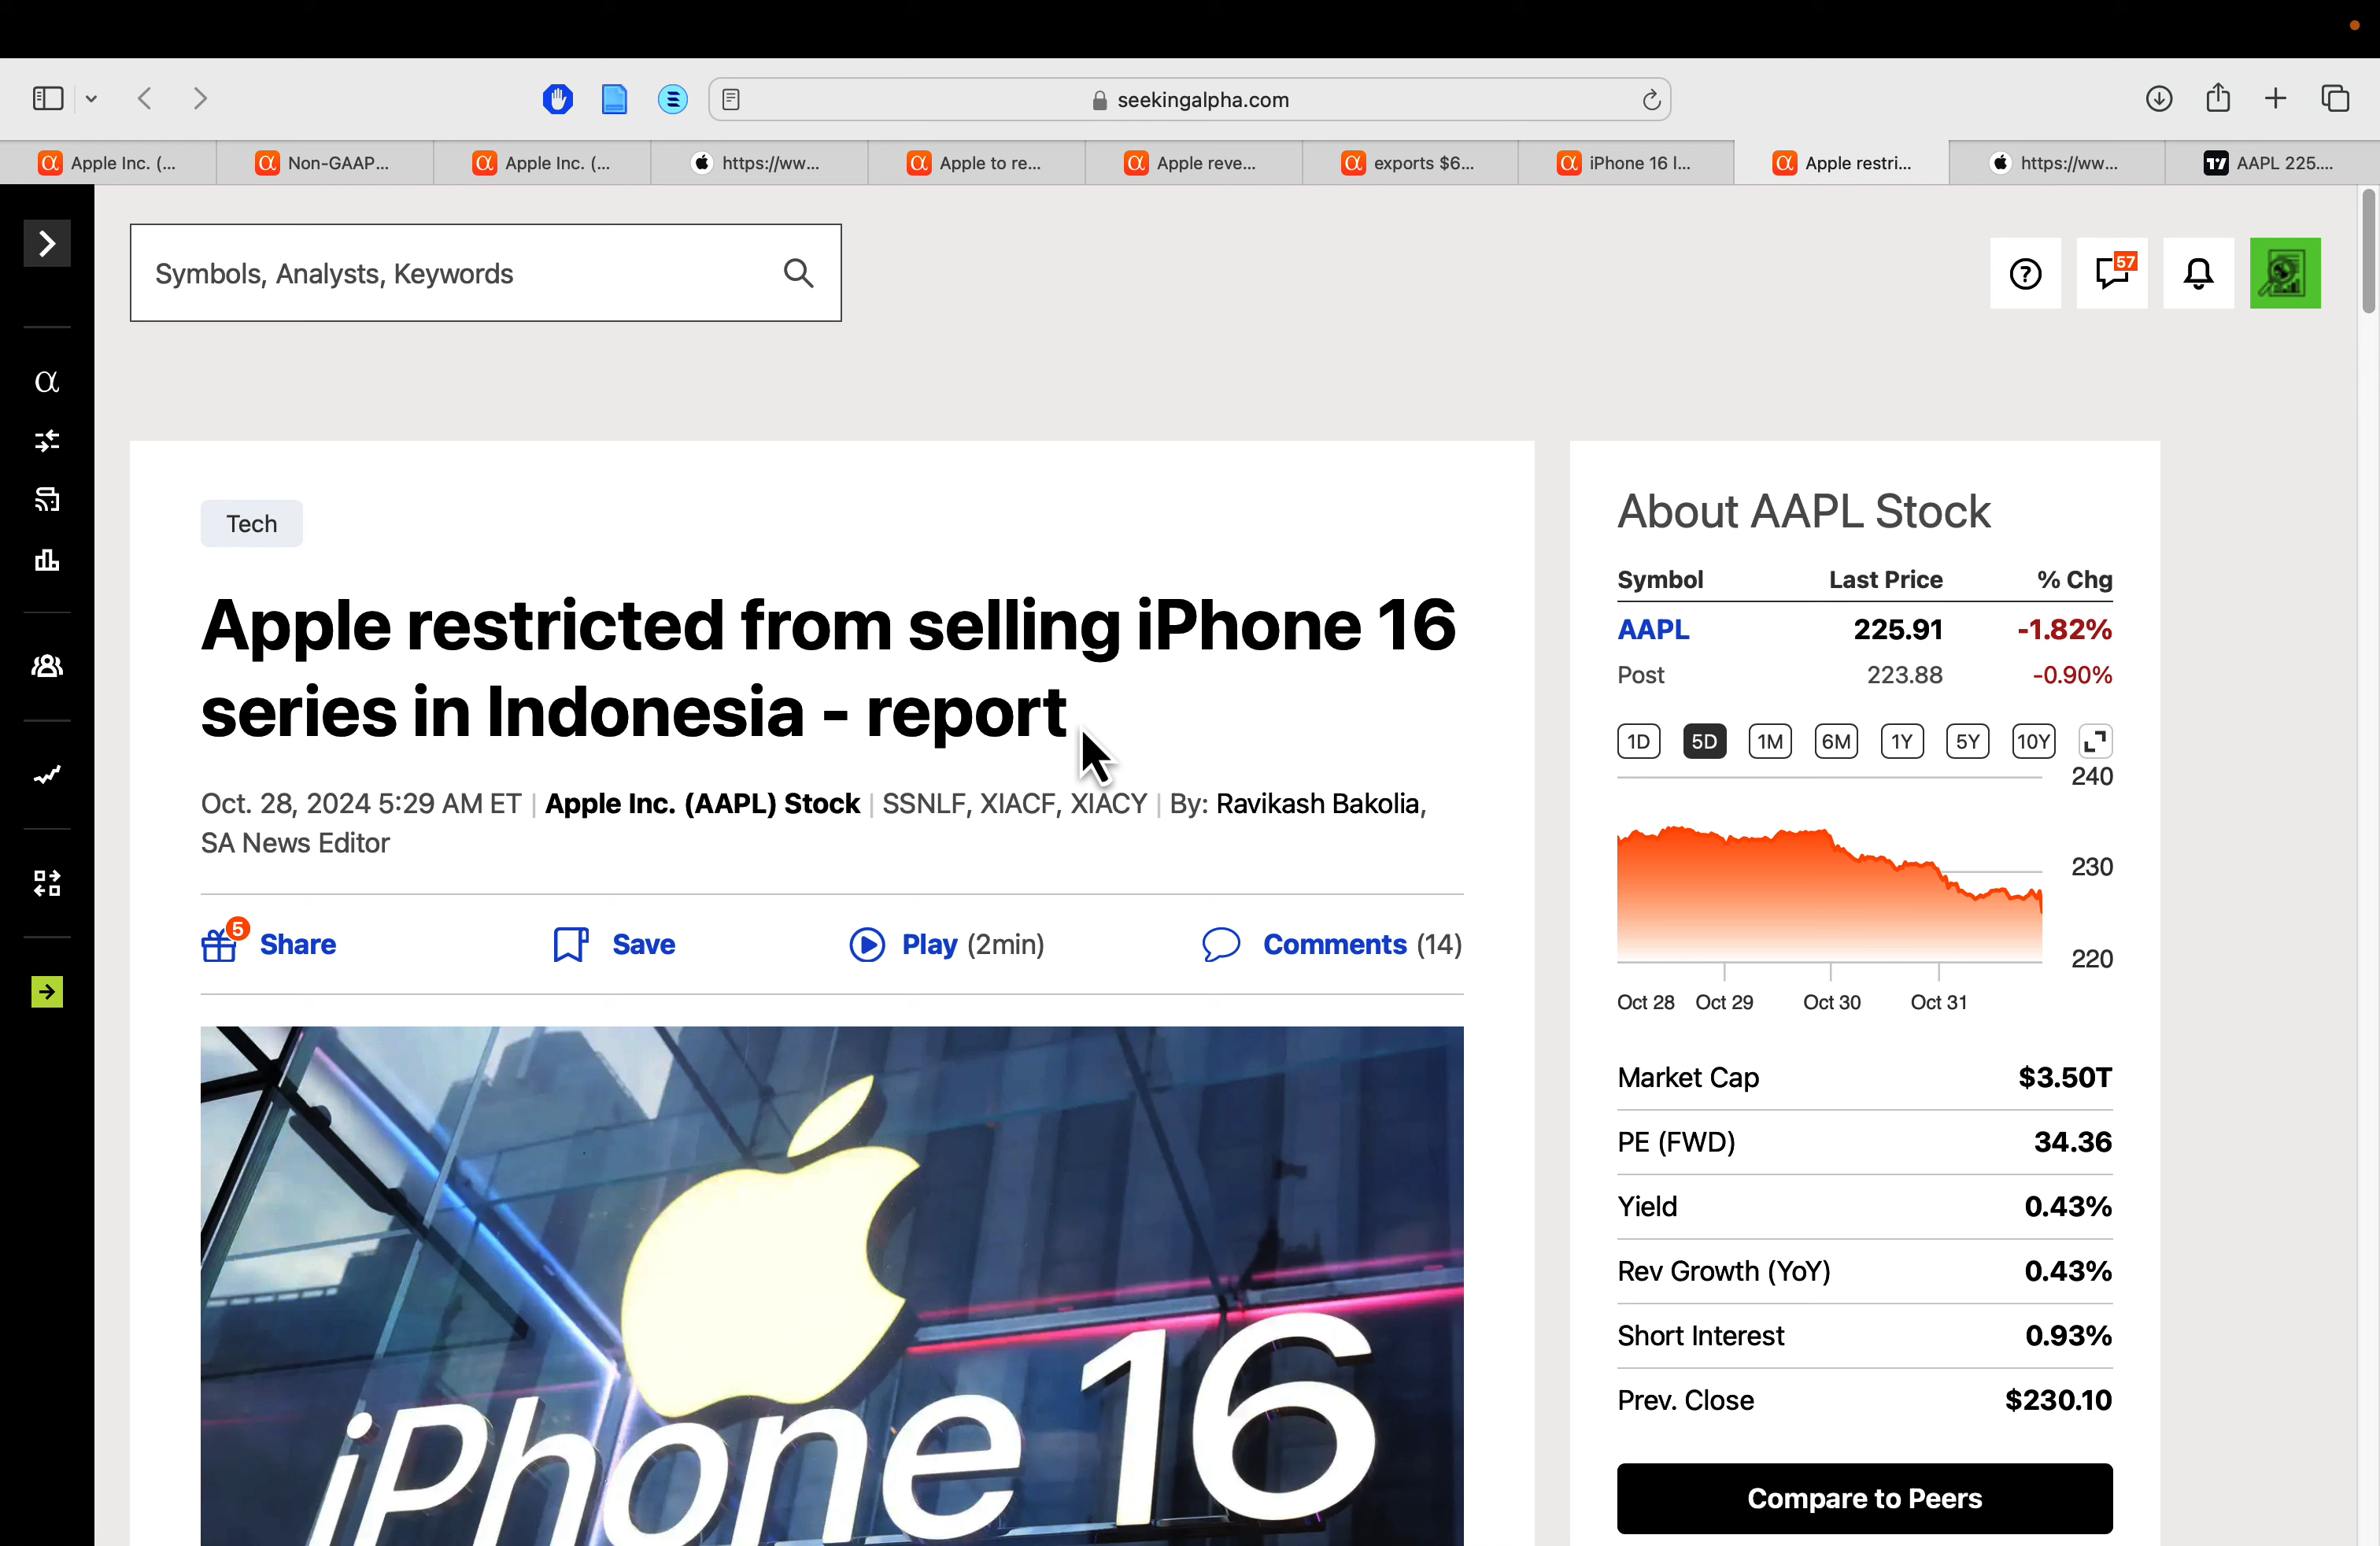 seekingalpha.com
Apple Inc. (...
Non-GAAP...
Apple Inc. (...
https://ww...
Apple to re...
Apple reve...
exports $6...
iPhone 16 l...
Apple restri...
https://ww...
AAPL 225....
Symbols, Analysts, Keywords
57
Tech
Apple restricted from selling iPhone 16
series in Indonesia - report
Oct. 28, 2024 5:29 AM ET | Apple Inc. (AAPL) Stock | SSNLF, XIACF, XIACY | By: Ravikash Bakolia,
SA News Editor
5 Share Save Play (2min) Comments (14)
iPhone 16
About AAPL Stock
Symbol Last Price % Chg
AAPL 225.91 -1.82%
Post 223.88 -0.90%
1D 5D 1M 6M 1Y 5Y 10Y
240
230
220
Oct 28 Oct 29 Oct 30 Oct 31
Market Cap $3.50T
PE (FWD) 34.36
Yield 0.43%
Rev Growth (YoY) 0.43%
Short Interest 0.93%
Prev. Close $230.10
Compare to Peers